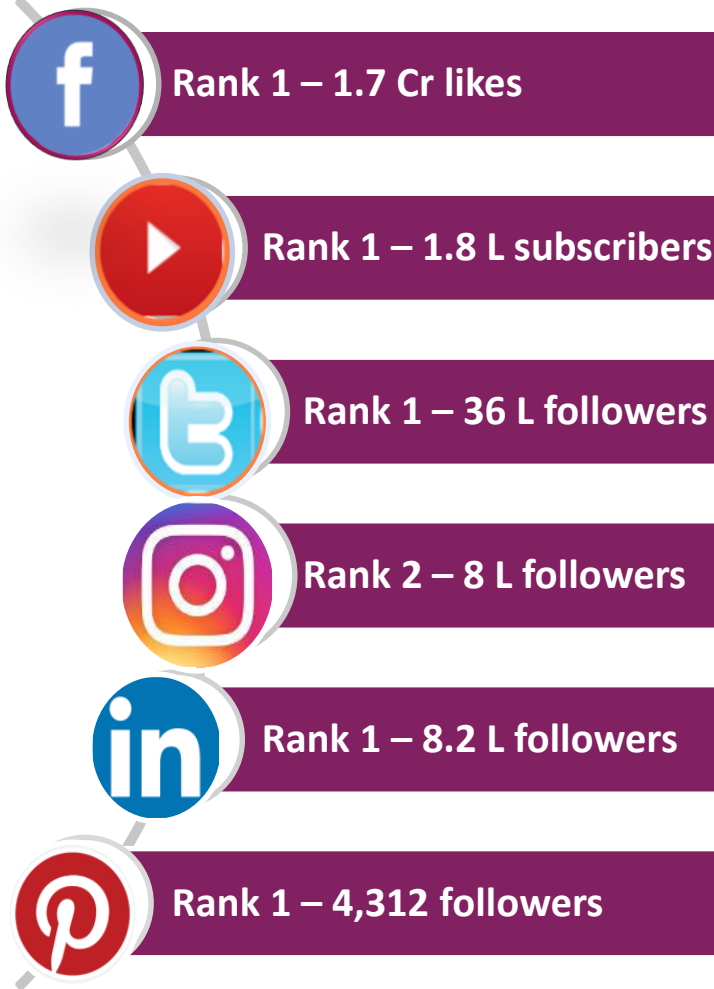 f
Rank 1 – 1.7 Cr likes
Rank 1 – 1.8 L subscribers
t
Rank 1 – 36 L followers
Rank 2 – 8 L followers
in
Rank 1 – 8.2 L followers
Rank 1 – 4,312 followers